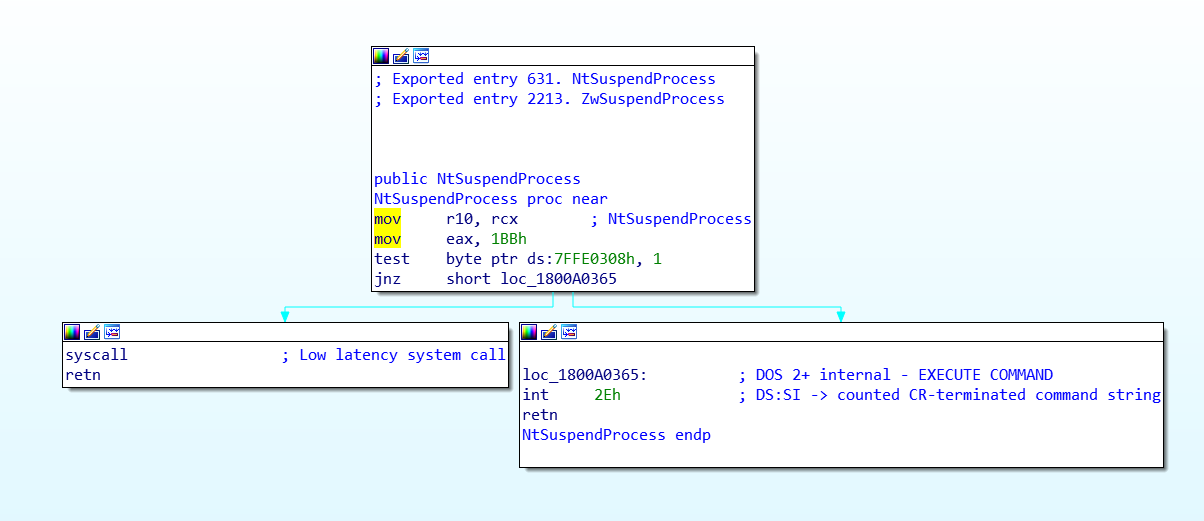 ; Exported entry 631. NtSuspendProcess
; Exported entry 2213. ZwSuspendProcess
public NtSuspendProcess
NtSuspendProcess proc near
mov     r10, rcx        ; NtSuspendProcess
mov     eax, 1BBh
test    byte ptr ds:7FFE0308h, 1
jnz     short loc_1800A0365
syscall                 ; Low latency system call
retn
loc_1800A0365:          ; DOS 2+ internal - EXECUTE COMMAND
int     2Eh             ; DS:SI -> counted CR-terminated command string
retn
NtSuspendProcess endp